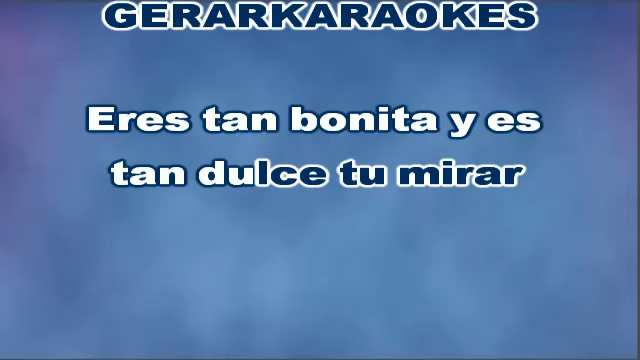 GERARKARAOKES
Eres tan bonita y es
tan dulce tu mirar